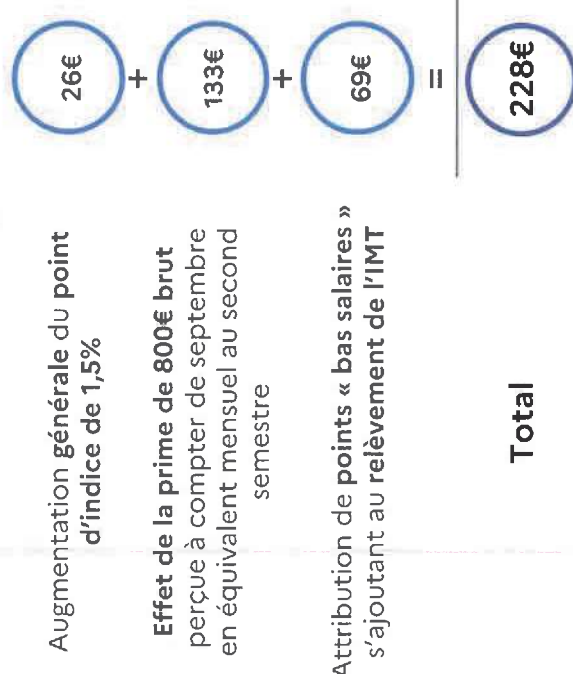 Augmentation générale du point
d'indice de 1,5%
26€
+
Effet de la prime de 800€ brut
perçue à compter de septembre
en équivalent mensuel au second
semestre
133€
+
Attribution de points « bas salaires »
s'ajoutant au relèvement de l'IMT
69€
=
Total
228€